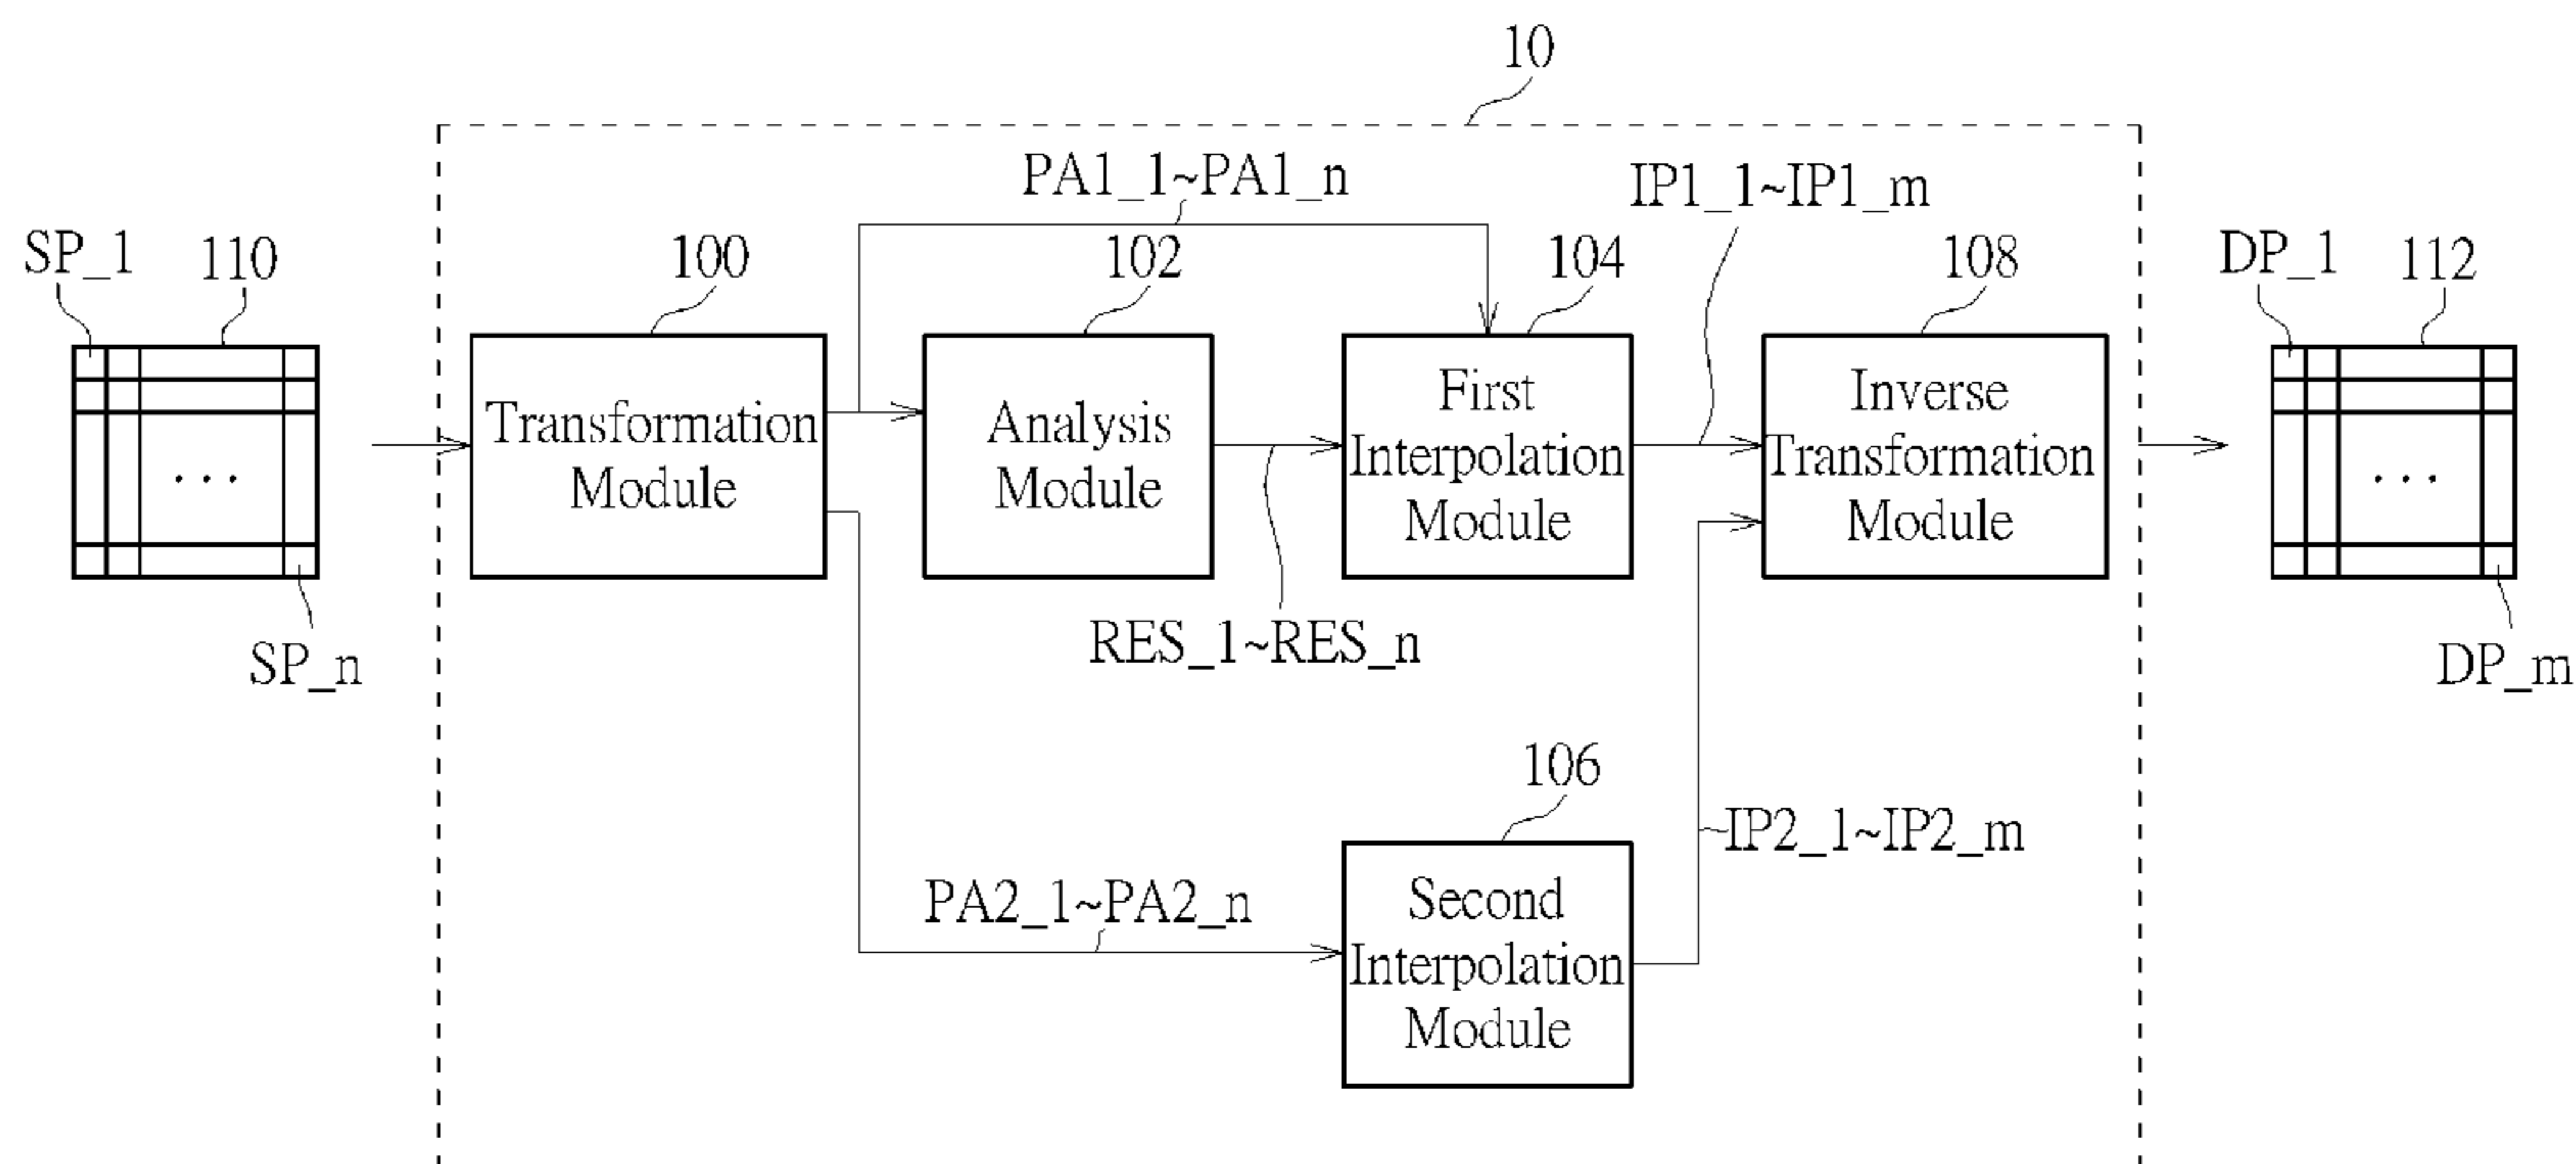 10
PA1_1~PA1_n
IP1_1~IP1_m
SP_1
110
100
102
104
108
DP_1
112
Transformation
Module
Analysis
Module
First
Interpolation
Module
Inverse
Transformation
Module
...
...
SP_n
RES_1~RES_n
DP_m
106
IP2_1~IP2_m
PA2_1~PA2_n
Second
Interpolation
Module